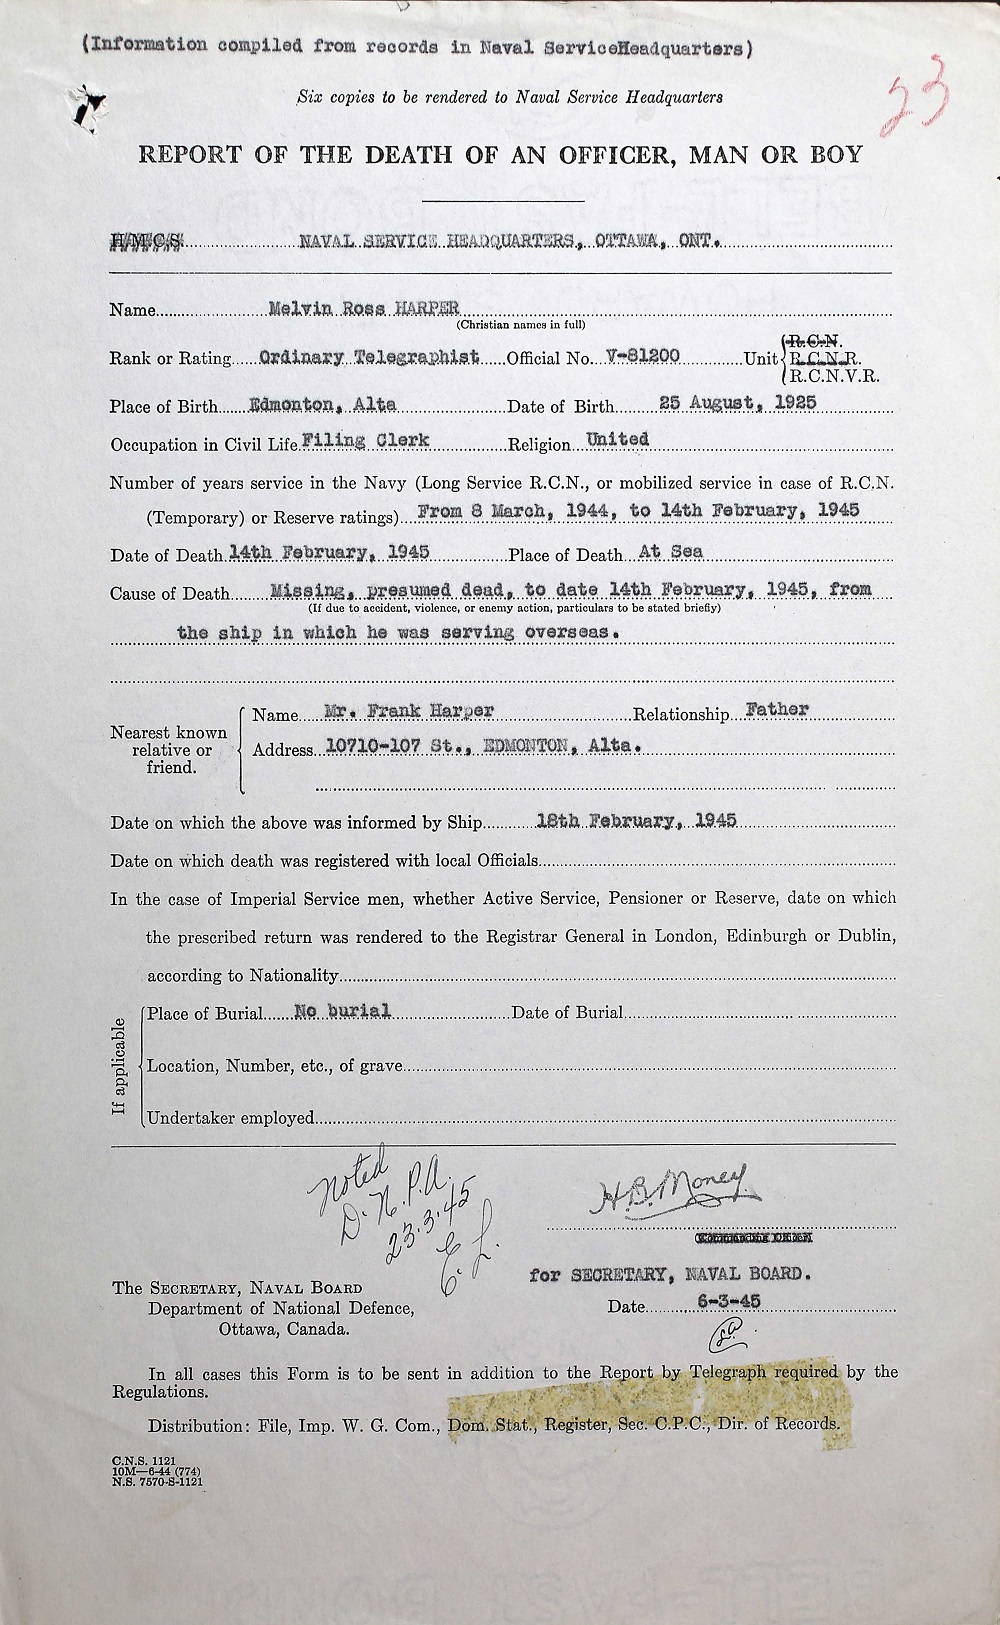 (Information compiled from records in Naval ServiceHeadquarters)
23
Six copies to be rendered to Naval Service Headquarters
REPORT OF THE DEATH OF AN OFFICER, MAN OR BOY
H.M.C.S. NAVAL SERVICE HEADQUARTERS, OTTAWA, ONT.
Name Melvin Ross HARPER
(Christian names in full)
Rank or Rating Ordinary Telegraphist Official No. V-81200 Unit
R.C.N.
R.C.N.R.
R.C.N.V.R.
Place of Birth Edmonton, Alta Date of Birth 25 August, 1925
Occupation in Civil Life Filing Clerk Religion United
Number of years service in the Navy (Long Service R.C.N., or mobilized service in case of R.C.N.
(Temporary) or Reserve ratings) From 8 March, 1944, to 14th February, 1945
Date of Death 14th February, 1945 Place of Death At Sea
Cause of Death Missing, presumed dead, to date 14th February, 1945, from
(If due to accident, violence, or enemy action, particulars to be stated briefly)
the ship in which he was serving overseas.
Nearest known
relative or
friend.
Name Mr. Frank Harper Relationship Father
Address 10710-107 St., EDMONTON, Alta.
Date on which the above was informed by Ship 18th February, 1945
Date on which death was registered with local Officials
In the case of Imperial Service men, whether Active Service, Pensioner or Reserve, date on which
the prescribed return was rendered to the Registrar General in London, Edinburgh or Dublin,
according to Nationality
If applicable
Place of Burial No burial Date of Burial
Location, Number, etc., of grave
Undertaker employed
Noted
D.N.P.A.
23.3.45
H.B. Money
for SECRETARY, NAVAL BOARD.
The SECRETARY, NAVAL BOARD
Department of National Defence,
Ottawa, Canada.
Date 6-3-45
In all cases this Form is to be sent in addition to the Report by Telegraph required by the
Regulations.
Distribution: File, Imp. W. G. Com., Dom. Stat., Register, Sec. C.P.C., Dir. of Records.
C.N.S. 1121
10M—6-44 (774)
N.S. 7570-S-1121